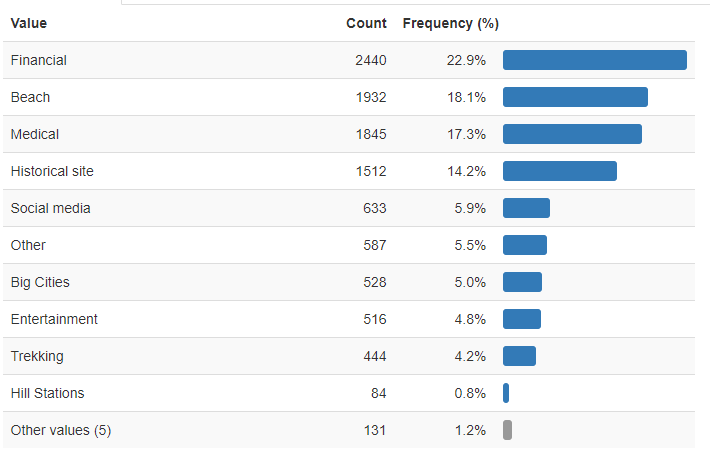 Value Count Frequency (%)
Financial 2440 22.9%
Beach 1932 18.1%
Medical 1845 17.3%
Historical site 1512 14.2%
Social media 633 5.9%
Other 587 5.5%
Big Cities 528 5.0%
Entertainment 516 4.8%
Trekking 444 4.2%
Hill Stations 84 0.8%
Other values (5) 131 1.2%